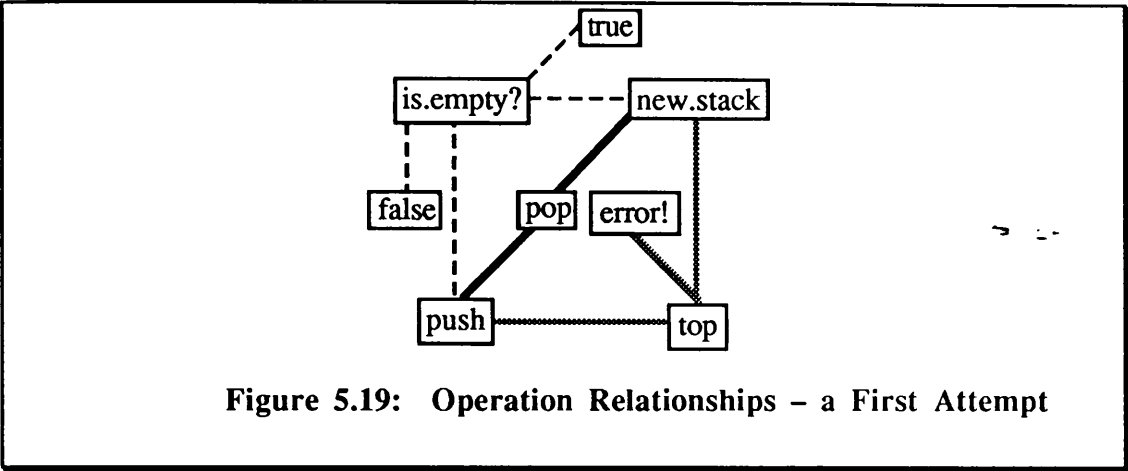 true
is.empty?
new.stack
false
pop
error!
push
top
Figure 5.19: Operation Relationships – a First Attempt